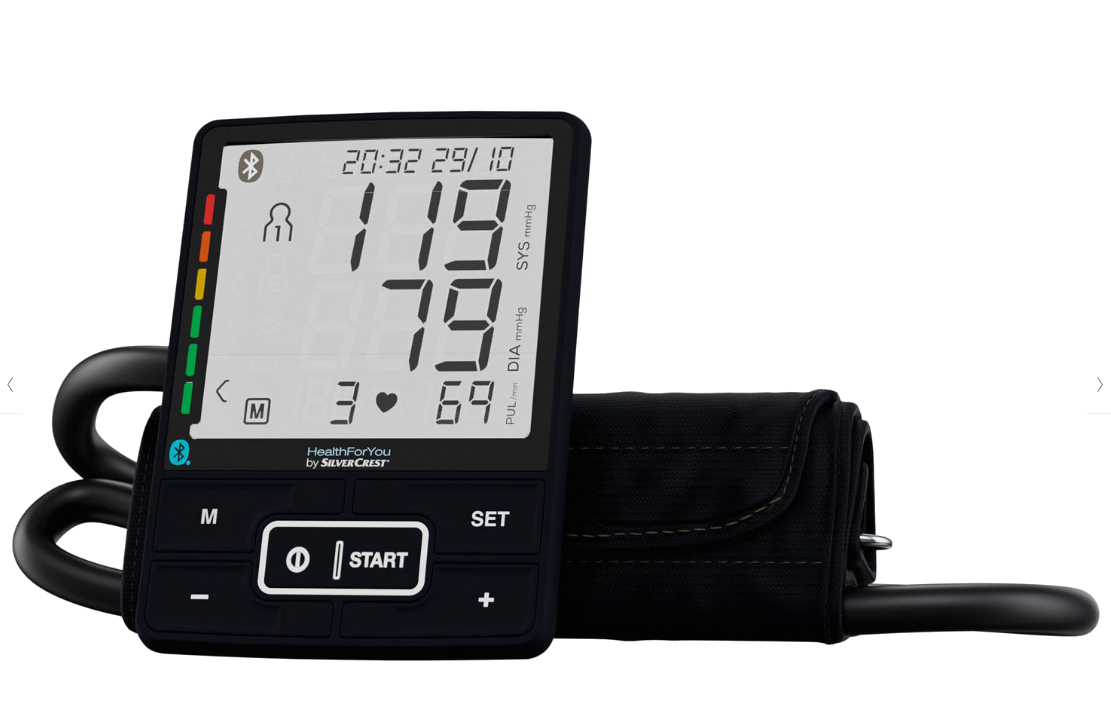 20:32 29/10
1
119
SYS mmHg
79
DIA mmHg
M 3 69 PUL/min
HealthForYou
by SILVERCREST®
M SET
START
− +